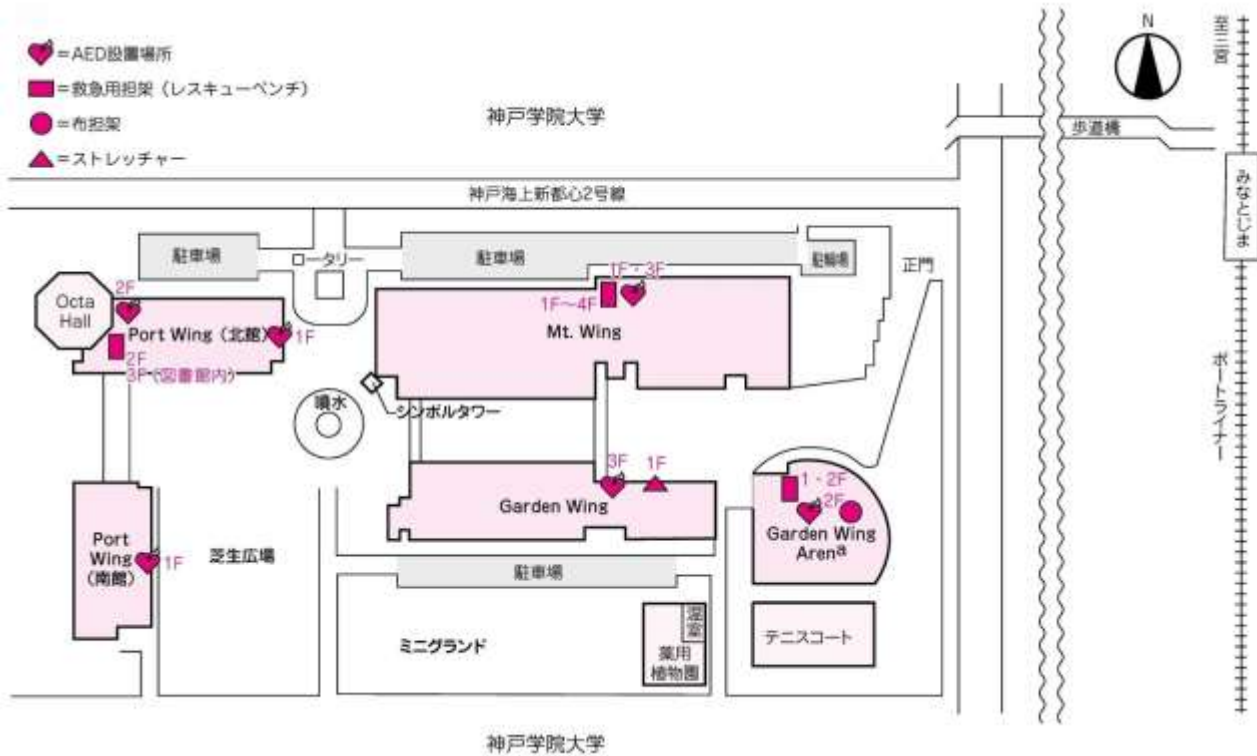 =AED設置場所
=救急用担架（レスキューベンチ）
=布担架
=ストレッチャー
神戸学院大学
N
至三宮
歩道橋
みなとじま
ポートライナー
神戸海上新都心2号線
駐車場
ロータリー
駐車場
駐輪場
正門
Octa
Hall
2F
Port Wing（北館）
1F
2F
3F（図書館内）
1F・3F
1F～4F
Mt. Wing
噴水
シンボルタワー
3F
1F
Garden Wing
1・2F
2F
Garden Wing
Arena
Port
Wing
（南館）
1F
芝生広場
駐車場
ミニグランド
温室
薬用
植物園
テニスコート
神戸学院大学